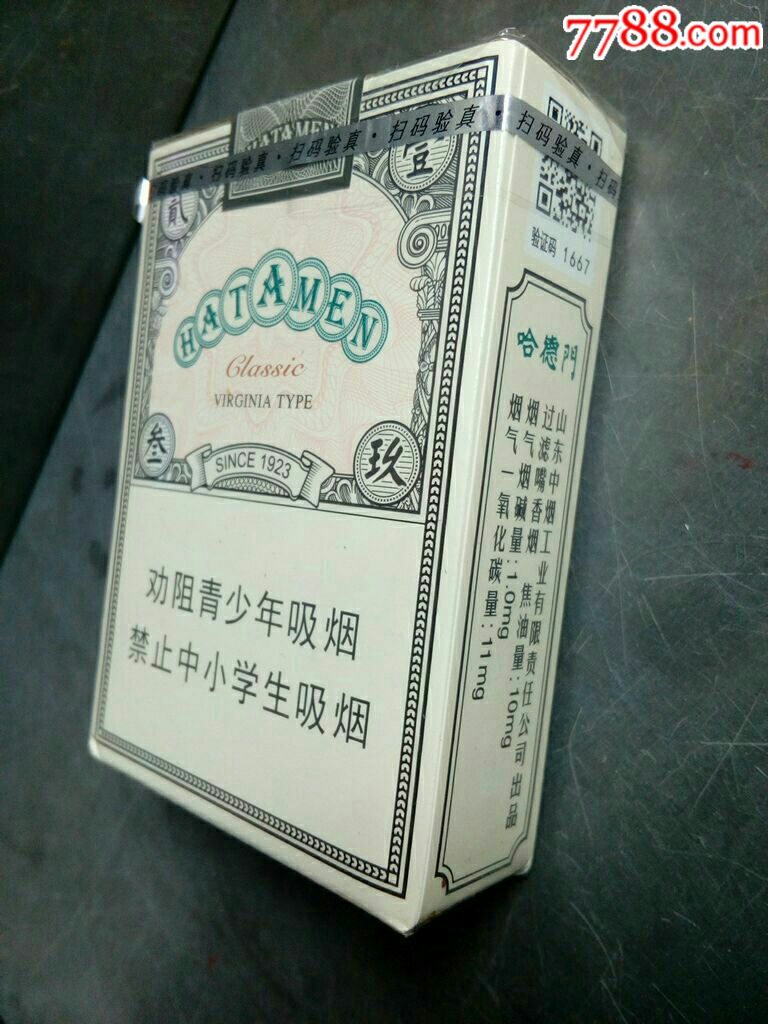 7788.com
HATAMEN
扫码验真·扫码验真·扫码验真·扫码验真·扫码验真
壹
贰
HATAMEN
Classic
VIRGINIA TYPE
叁
SINCE 1923
玖
劝阻青少年吸烟
禁止中小学生吸烟
验证码 1667
哈德門
山东中烟工业有限责任公司出品
过滤嘴香烟 焦油量:10mg
烟气烟碱量:1.0mg
烟气一氧化碳量:11mg